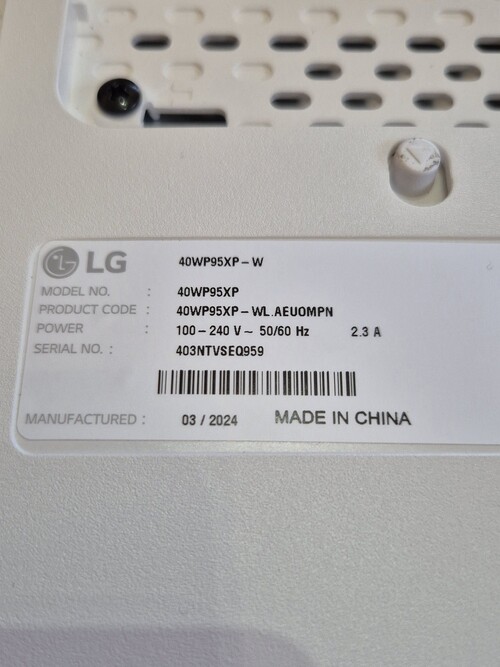 LG 40WP95XP-W
MODEL NO. : 40WP95XP
PRODUCT CODE : 40WP95XP-WL.AEUOMPN
POWER : 100-240 V~ 50/60 Hz 2.3 A
SERIAL NO. : 403NTVSEQ959
MANUFACTURED : 03 / 2024 MADE IN CHINA